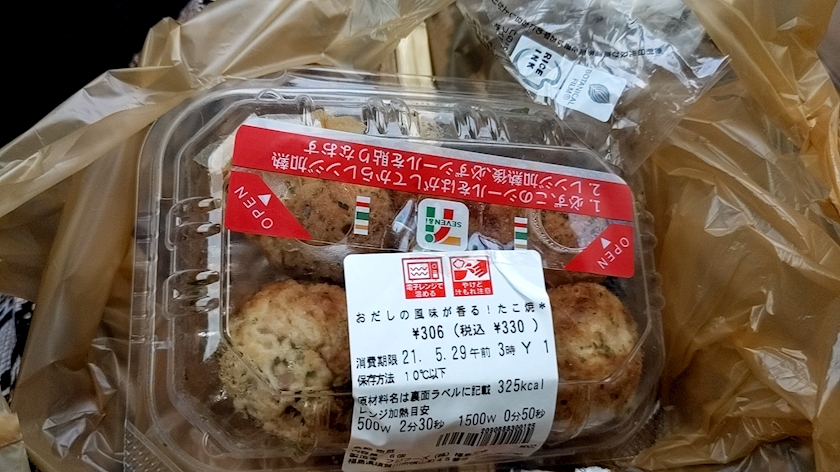 RICE INK
BOTANICAL FILM
1. 必ず、このシールをはがしてからレンジ加熱
2. レンジ加熱後、必ずシールを貼りなおす
OPEN
OPEN
7
SEVEN&i
電子レンジで温める
やけど汁もれ注意
おだしの風味が香る!たこ焼*
¥306 (税込 ¥330 )
消費期限 21. 5.29午前 3時 Y 1
保存方法 10℃以下
原材料名は裏面ラベルに記載 325kcal
レンジ加熱目安
500W 2分30秒 1500W 0分50秒